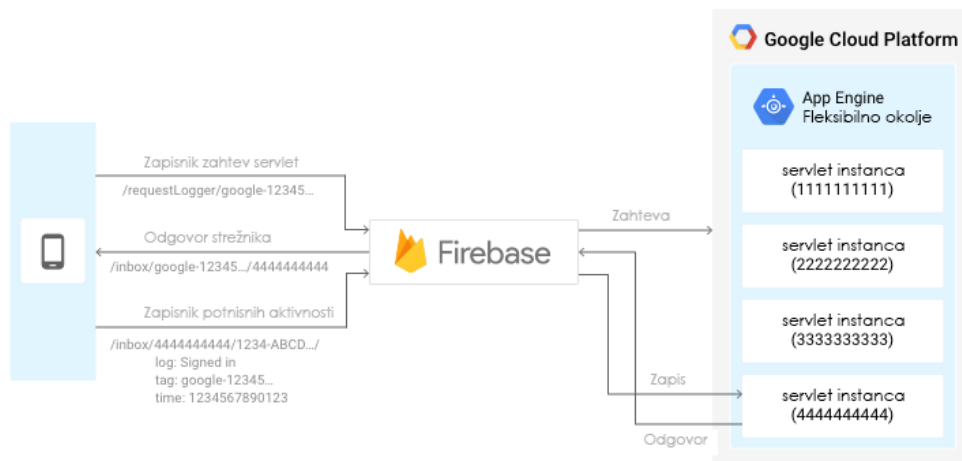 Google Cloud Platform
App Engine
Fleksibilno okolje
servlet instanca
(1111111111)
servlet instanca
(2222222222)
servlet instanca
(3333333333)
servlet instanca
(4444444444)
Zapisnik zahtev servlet
/requestLogger/google-12345...
Odgovor strežnika
/inbox/google-12345.../4444444444
Zapisnik potnisnih aktivnosti
/inbox/4444444444/1234-ABCD.../
log: Signed in
tag: google-12345...
time: 1234567890123
Firebase
Zahteva
Zapis
Odgovor